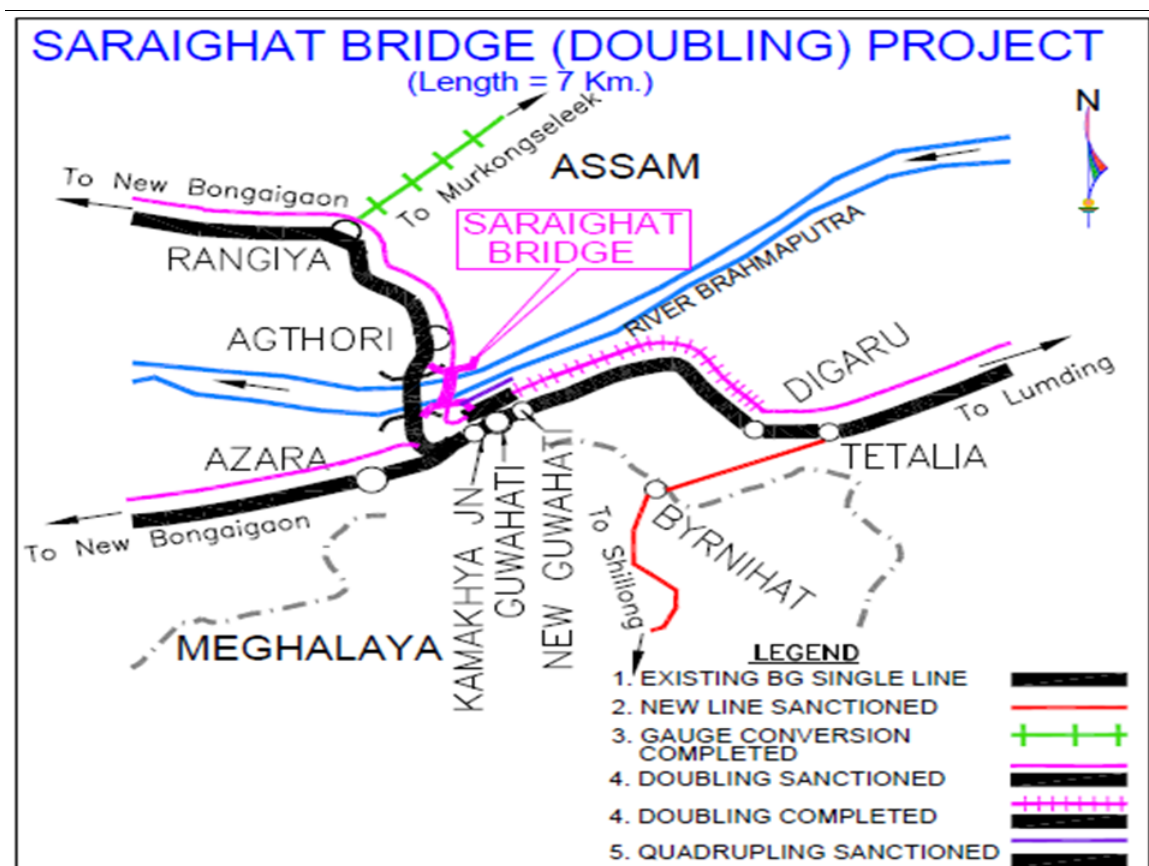 SARAIGHAT BRIDGE (DOUBLING) PROJECT
(Length = 7 Km.)
N
To Murkongseleek
ASSAM
To New Bongaigaon
SARAIGHAT
BRIDGE
RANGIYA
RIVER BRAHMAPUTRA
AGTHORI
DIGARU
To Lumding
AZARA
TETALIA
To New Bongaigaon
KAMAKHYA JN
GUWAHATI
NEW GUWAHATI
To Shillong
BYRNIHAT
MEGHALAYA
LEGEND
1. EXISTING BG SINGLE LINE
2. NEW LINE SANCTIONED
3. GAUGE CONVERSION
COMPLETED
4. DOUBLING SANCTIONED
4. DOUBLING COMPLETED
5. QUADRUPLING SANCTIONED